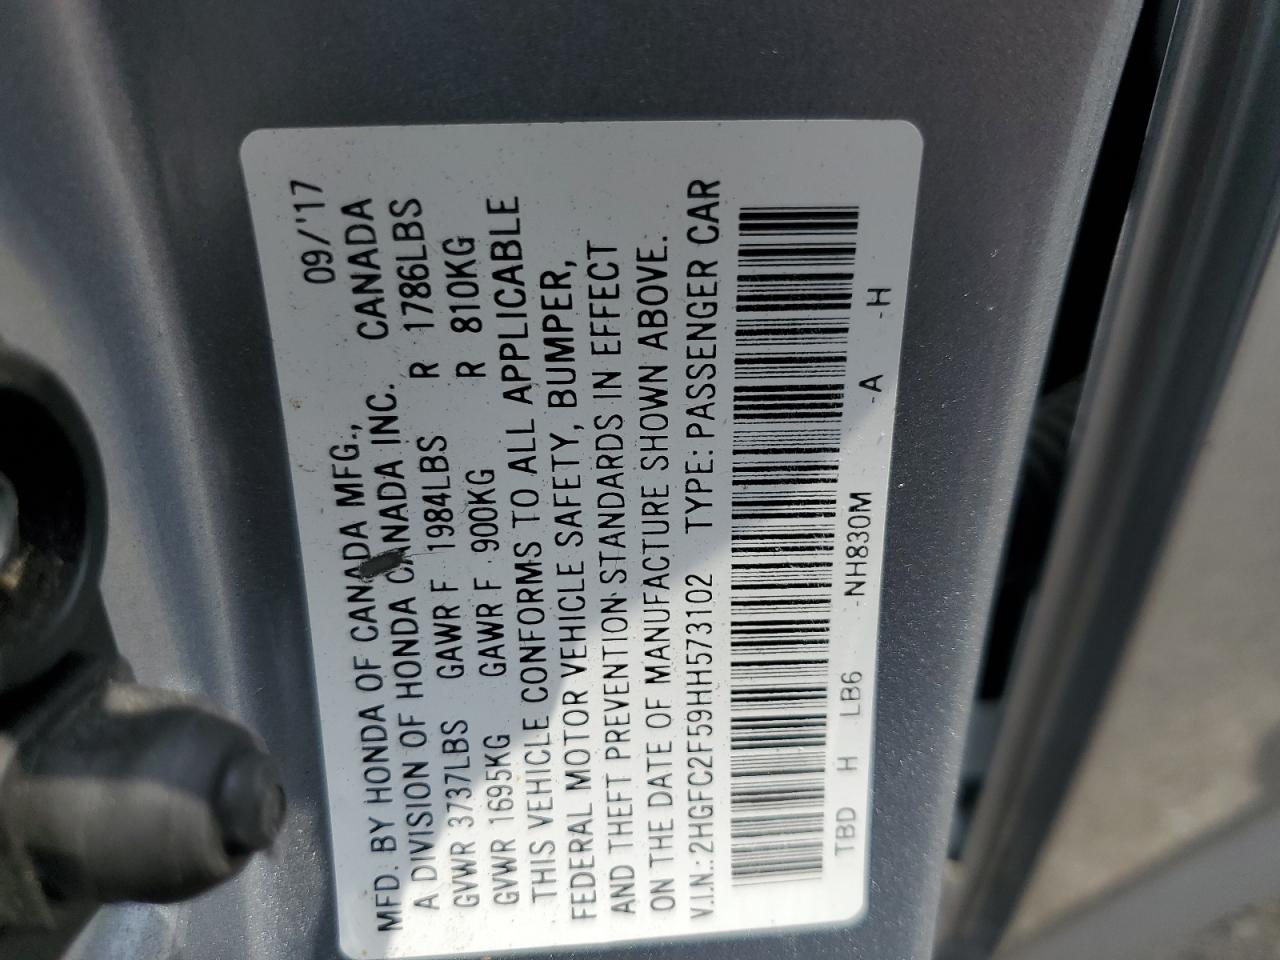 09/'17
MFD. BY HONDA OF CANADA MFG.,
A DIVISION OF HONDA CANADA INC. CANADA
GVWR 3737LBS GAWR F 1984LBS R 1786LBS
GVWR 1695KG GAWR F 900KG R 810KG
THIS VEHICLE CONFORMS TO ALL APPLICABLE
FEDERAL MOTOR VEHICLE SAFETY, BUMPER,
AND THEFT PREVENTION STANDARDS IN EFFECT
ON THE DATE OF MANUFACTURE SHOWN ABOVE.
V.I.N.: 2HGFC2F59HH573102 TYPE: PASSENGER CAR
TBD H LB6 -NH830M -A -H